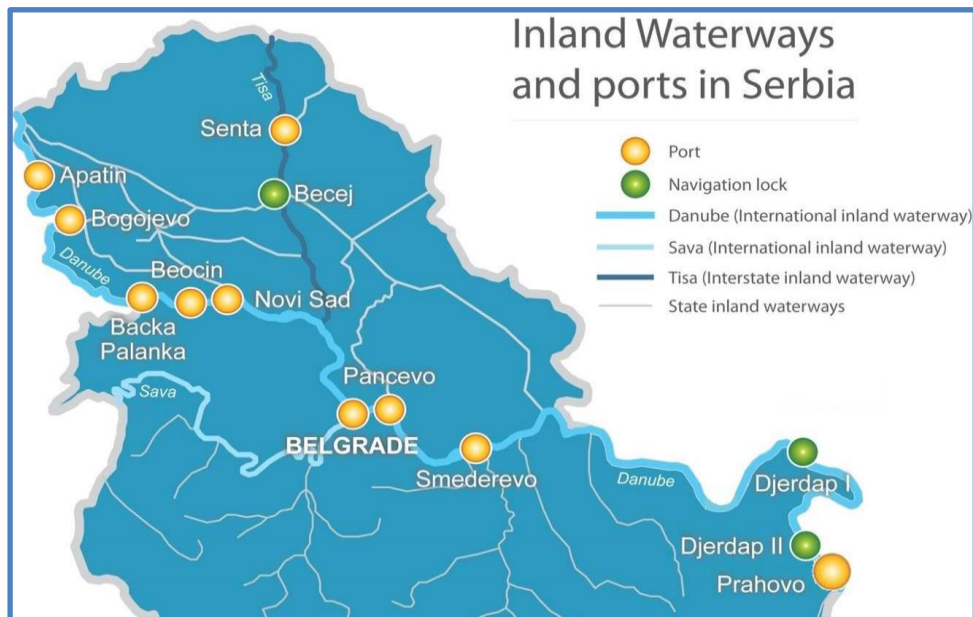 Inland Waterways
and ports in Serbia
Port
Navigation lock
Danube (International inland waterway)
Sava (International inland waterway)
Tisa (Interstate inland waterway)
State inland waterways
Tisa
Senta
Apatin
Becej
Bogojevo
Danube
Beocin
Novi Sad
Backa
Palanka
Pancevo
Sava
BELGRADE
Smederevo
Danube
Djerdap I
Djerdap II
Prahovo